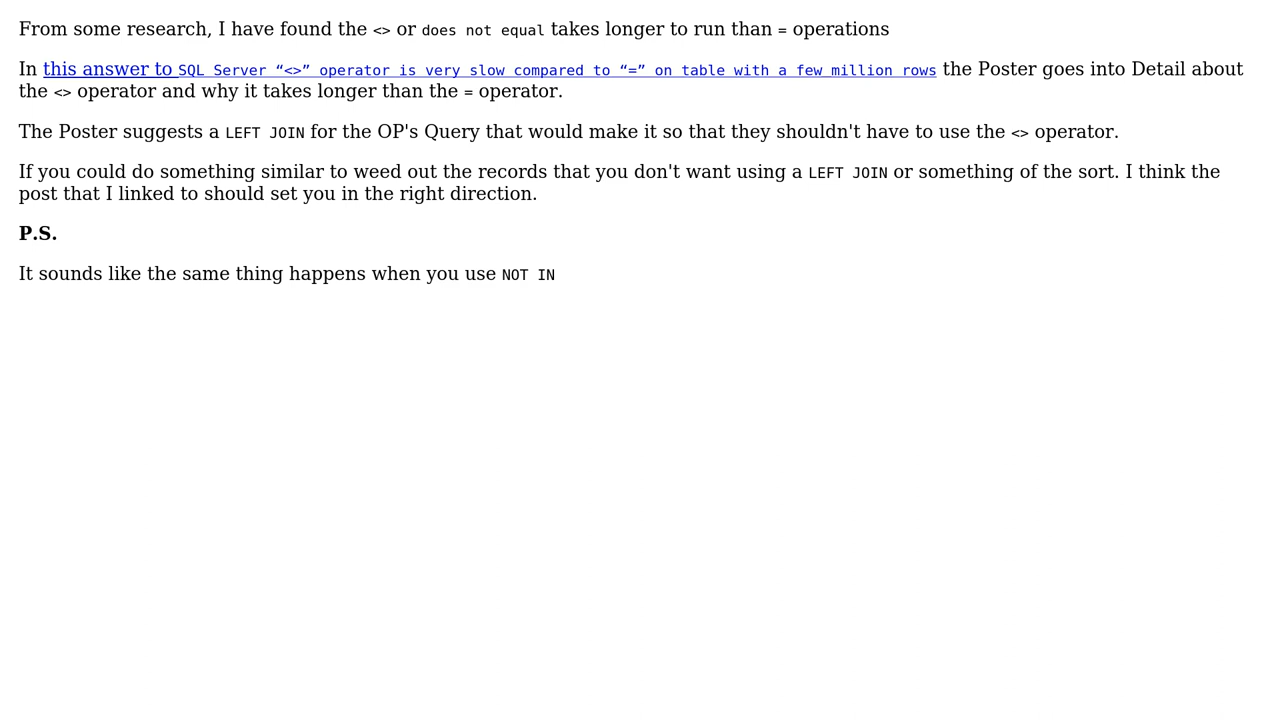 From some research, I have found the <> or does not equal takes longer to run than = operations
In this answer to SQL Server “<>” operator is very slow compared to “=” on table with a few million rows the Poster goes into Detail about
the <> operator and why it takes longer than the = operator.
The Poster suggests a LEFT JOIN for the OP's Query that would make it so that they shouldn't have to use the <> operator.
If you could do something similar to weed out the records that you don't want using a LEFT JOIN or something of the sort. I think the
post that I linked to should set you in the right direction.
P.S.
It sounds like the same thing happens when you use NOT IN